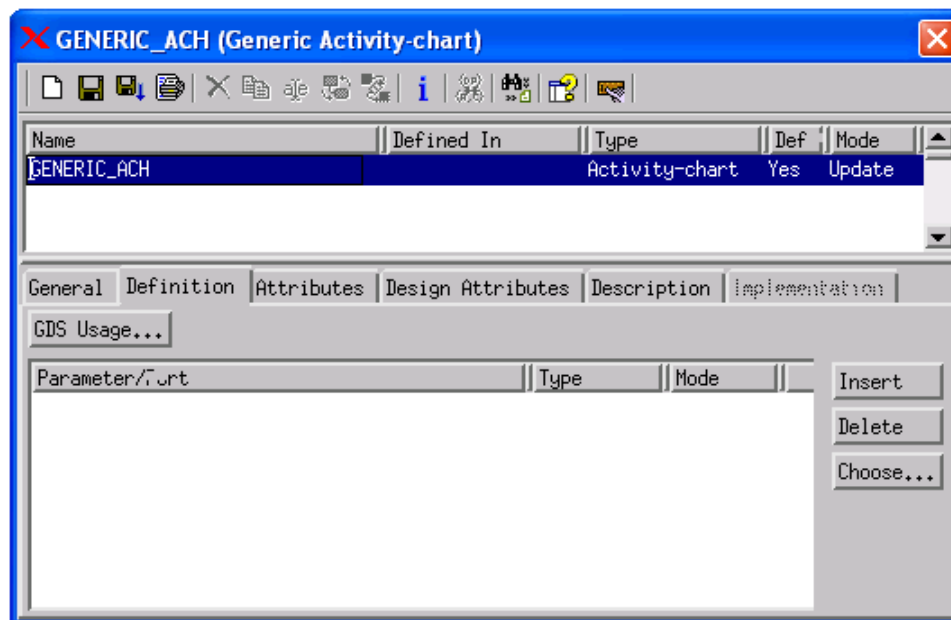 GENERIC_ACH (Generic Activity-chart)
Name Defined In Type Def Mode
GENERIC_ACH Activity-chart Yes Update
General Definition Attributes Design Attributes Description Implementation
GDS Usage...
Parameter/Port Type Mode
Insert
Delete
Choose...